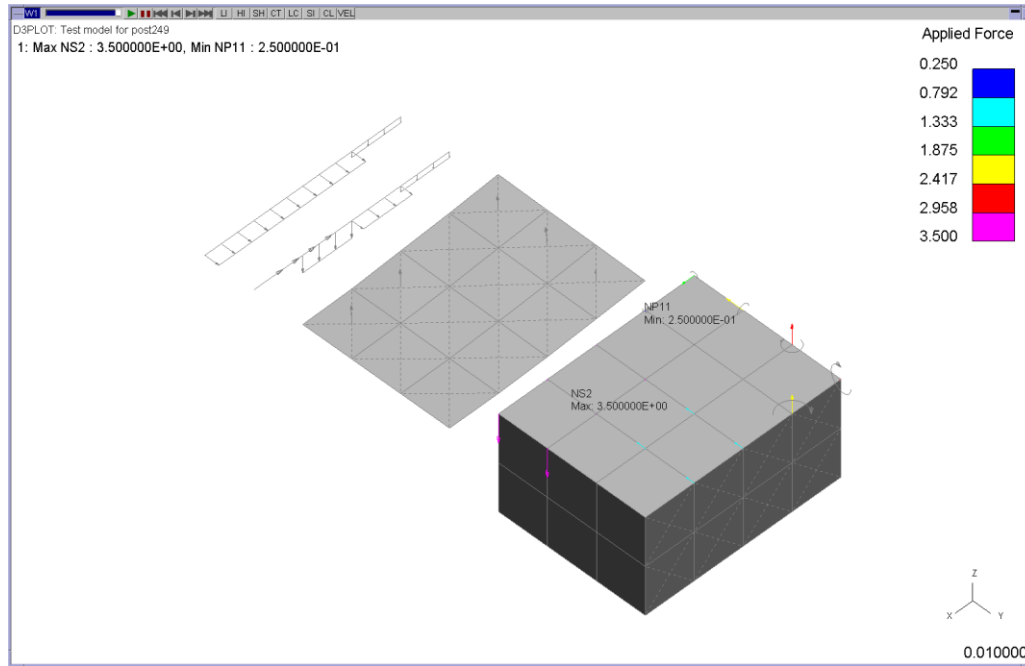 W1 LI HI SH CT LC SI CL VEL
D3PLOT: Test model for post249
1: Max NS2 : 3.500000E+00, Min NP11 : 2.500000E-01
Applied Force
0.250
0.792
1.333
1.875
2.417
2.958
3.500
NP11
Min: 2.500000E-01
NS2
Max: 3.500000E+00
Z
X Y
0.010000